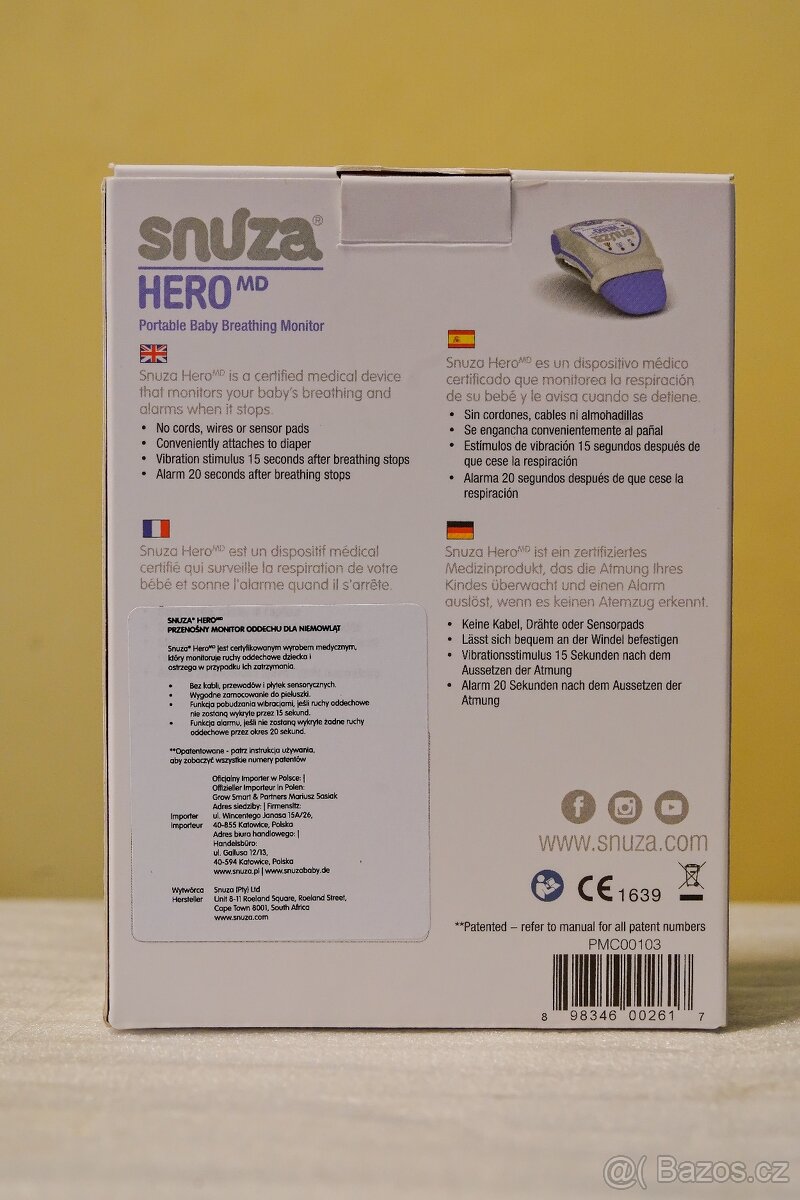 snuza®
HERO MD
Portable Baby Breathing Monitor
Snuza Hero MD is a certified medical device
that monitors your baby's breathing and
alarms when it stops.
• No cords, wires or sensor pads
• Conveniently attaches to diaper
• Vibration stimulus 15 seconds after breathing stops
• Alarm 20 seconds after breathing stops
snuza
HERO
Snuza Hero MD es un dispositivo médico
certificado que monitorea la respiración
de su bebé y le avisa cuando se detiene.
• Sin cordones, cables ni almohadillas
• Se engancha convenientemente al pañal
• Estímulos de vibración 15 segundos después de
que cese la respiración
• Alarma 20 segundos después de que cese la
respiración
Snuza Hero MD est un dispositif médical
certifié qui surveille la respiration de votre
bébé et sonne l'alarme quand il s'arrête.
Snuza Hero MD ist ein zertifiziertes
Medizinprodukt, das die Atmung Ihres
Kindes überwacht und einen Alarm
auslöst, wenn es keinen Atemzug erkennt.
• Keine Kabel, Drähte oder Sensorpads
• Lässt sich bequem an der Windel befestigen
• Vibrationsstimulus 15 Sekunden nach dem
Aussetzen der Atmung
• Alarm 20 Sekunden nach dem Aussetzen der
Atmung
SNUZA® HERO MD
PRZENOŚNY MONITOR ODDECHU DLA NIEMOWLĄT
Snuza® Hero MD jest certyfikowanym wyrobem medycznym,
który monitoruje ruchy oddechowe dziecka i
ostrzega w przypadku ich zatrzymania.
• Bez kabli, przewodów i płytek sensorycznych.
• Wygodne zamocowanie do pieluszki.
• Funkcja pobudzania wibracjami, jeśli ruchy oddechowe
nie zostaną wykryte przez 15 sekund.
• Funkcja alarmu, jeśli nie zostaną wykryte żadne ruchy
oddechowe przez okres 20 sekund.
**Opatentowane - patrz instrukcja używania,
aby zobaczyć wszystkie numery patentów
Oficjalny Importer w Polsce: |
Offizieller Importeur in Polen:
Grow Smart & Partners Mariusz Sasiak
Adres siedziby: | Firmensitz:
Importer ul. Wincentego Janasa 15A/26,
Importeur 40-855 Katowice, Polska
Adres biura handlowego: |
Handelsbüro:
ul. Gallusa 12/13,
40-594 Katowice, Polska
www.snuza.pl | www.snuzababy.de
Wytwórca Snuza (Pty) Ltd
Hersteller Unit 8-11 Roeland Square, Roeland Street,
Cape Town 8001, South Africa
www.snuza.com
www.snuza.com
CE 1639
**Patented – refer to manual for all patent numbers
PMC00103
8 98346 00261 7
@( Bazos.cz